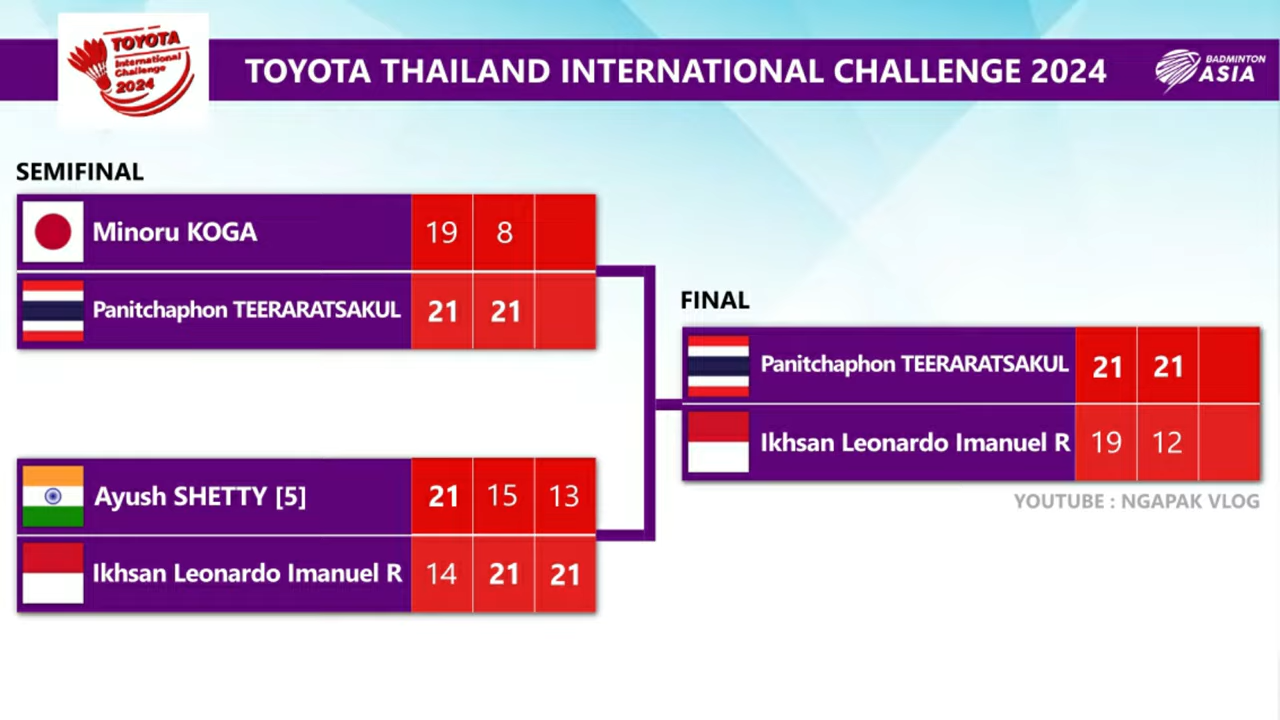 TOYOTA
International
Challenge
2024
TOYOTA THAILAND INTERNATIONAL CHALLENGE 2024
BADMINTON
ASIA
SEMIFINAL
Minoru KOGA 19 8
Panitchaphon TEERARATSAKUL 21 21
Ayush SHETTY [5] 21 15 13
Ikhsan Leonardo Imanuel R 14 21 21
FINAL
Panitchaphon TEERARATSAKUL 21 21
Ikhsan Leonardo Imanuel R 19 12
YOUTUBE : NGAPAK VLOG